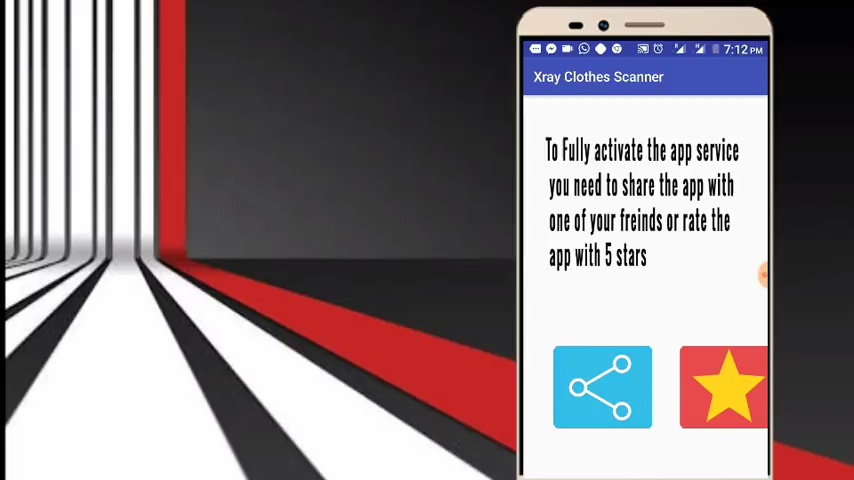 7:12 PM
Xray Clothes Scanner
To Fully activate the app service
you need to share the app with
one of your freinds or rate the
app with 5 stars